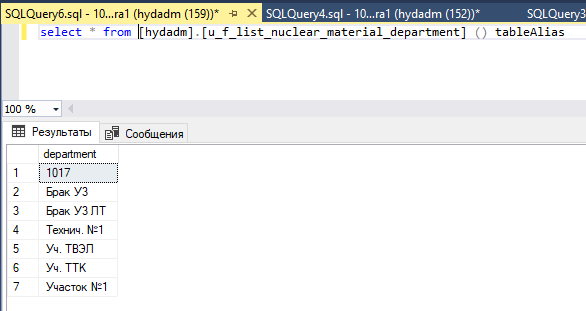 SQLQuery6.sql - 10...ra1 (hydadm (159))* SQLQuery4.sql - 10...ra1 (hydadm (152))* SQLQuery3
select * from [hydadm].[u_f_list_nuclear_material_department] () tableAlias
100 %
Результаты Сообщения
department
1 1017
2 Брак УЗ
3 Брак УЗ ЛТ
4 Технич. №1
5 Уч. ТВЭЛ
6 Уч. ТТК
7 Участок №1